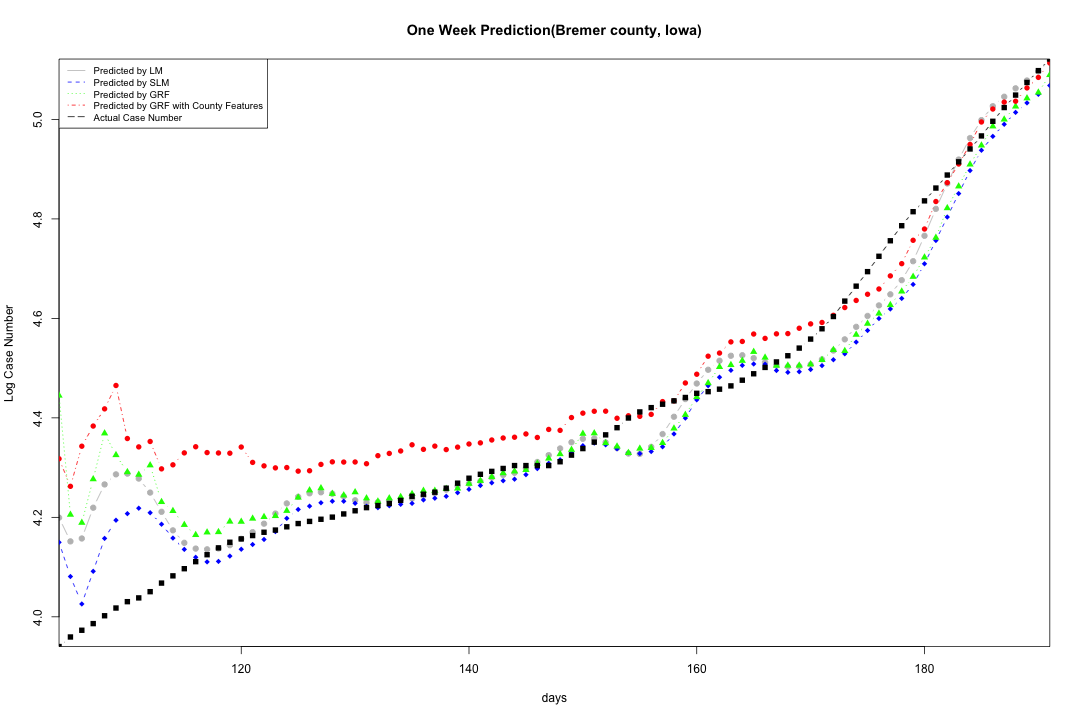 One Week Prediction(Bremer county, Iowa)
Predicted by LM
Predicted by SLM
Predicted by GRF
Predicted by GRF with County Features
Actual Case Number
Log Case Number
5.0
4.8
4.6
4.4
4.2
4.0
120 140 160 180
days